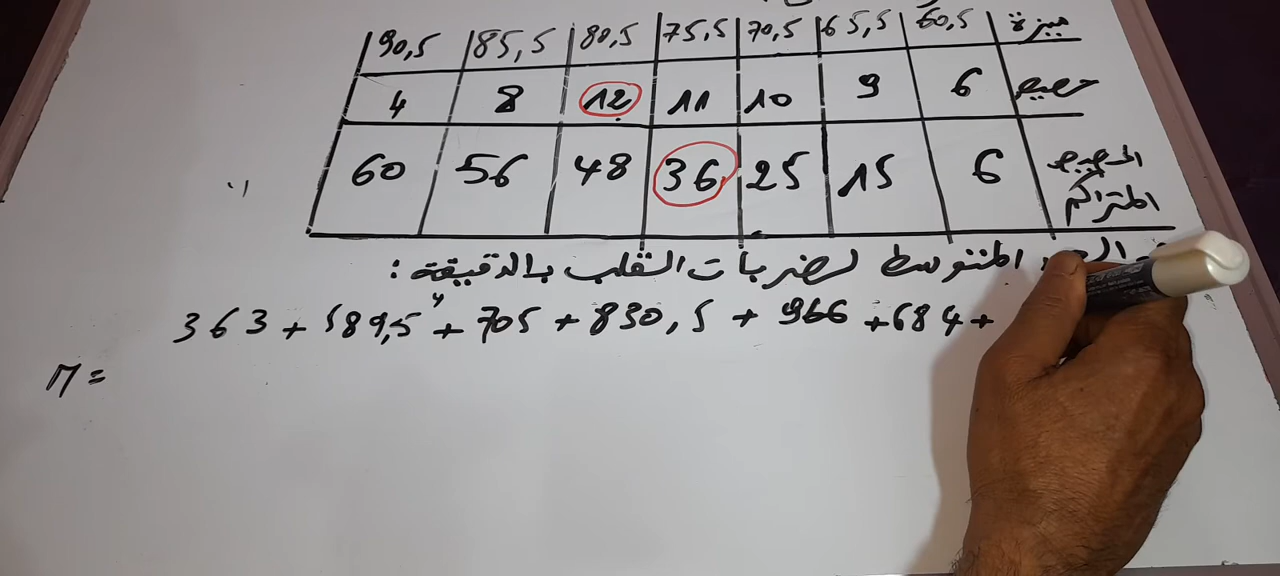 ميزة 60,5 65,5 70,5 75,5 80,5 85,5 90,5
حصيص 6 9 10 11 12 8 4
الحصيص المتراكم 6 15 25 36 48 56 60
المتوسط لضربات القلب بالدقيقة :
363 + 589,5 + 705 + 830,5 + 966 + 684 +
M =